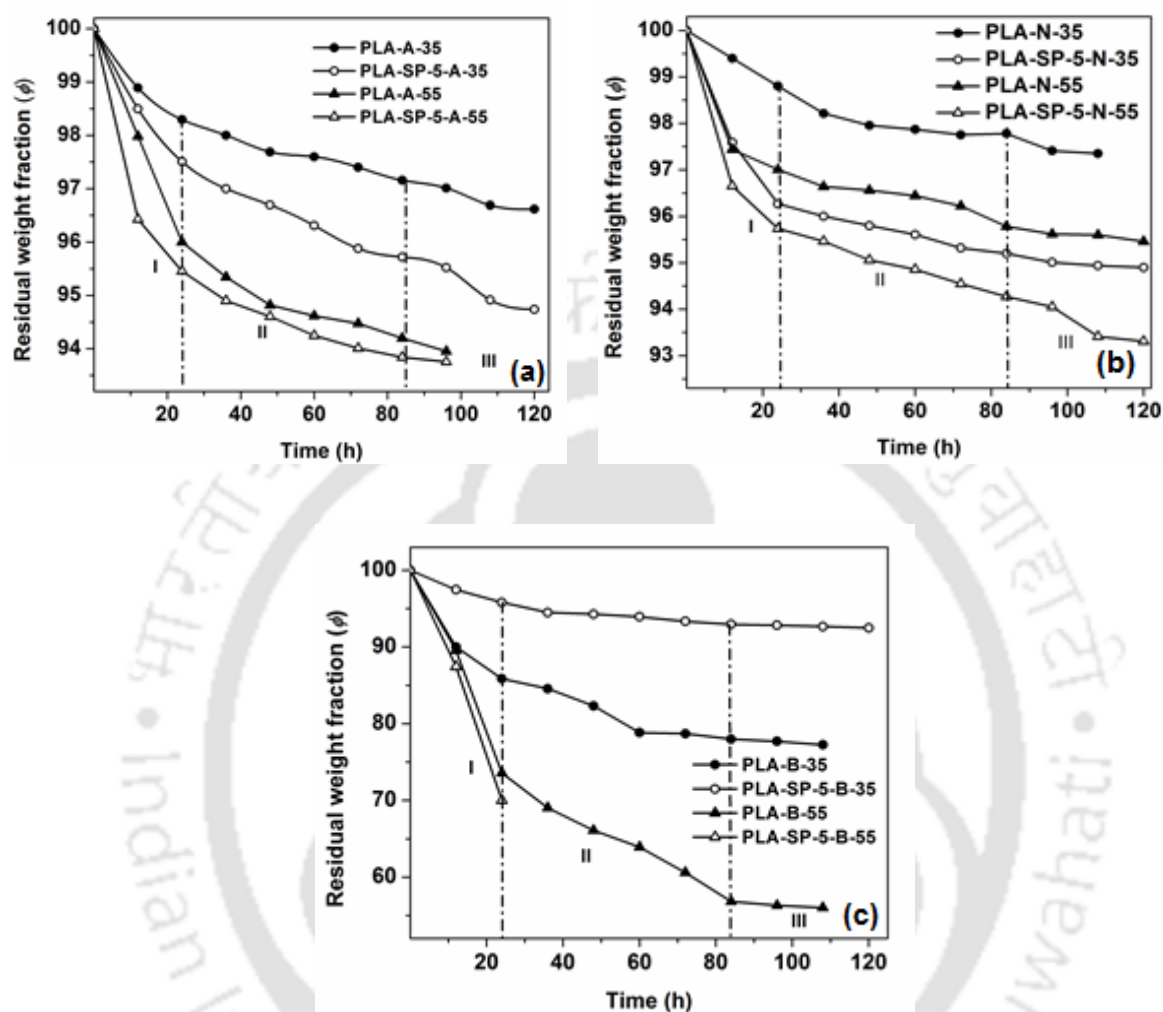 100
99
98
97
96
95
94
Residual weight fraction (ϕ)
PLA-A-35
PLA-SP-5-A-35
PLA-A-55
PLA-SP-5-A-55
I
II
III
(a)
0 20 40 60 80 100 120
Time (h)
100
99
98
97
96
95
94
93
Residual weight fraction (ϕ)
PLA-N-35
PLA-SP-5-N-35
PLA-N-55
PLA-SP-5-N-55
I
II
III
(b)
0 20 40 60 80 100 120
Time (h)
100
90
80
70
60
Residual weight fraction (ϕ)
PLA-B-35
PLA-SP-5-B-35
PLA-B-55
PLA-SP-5-B-55
I
II
III
(c)
20 40 60 80 100 120
Time (h)
Indian
wahati